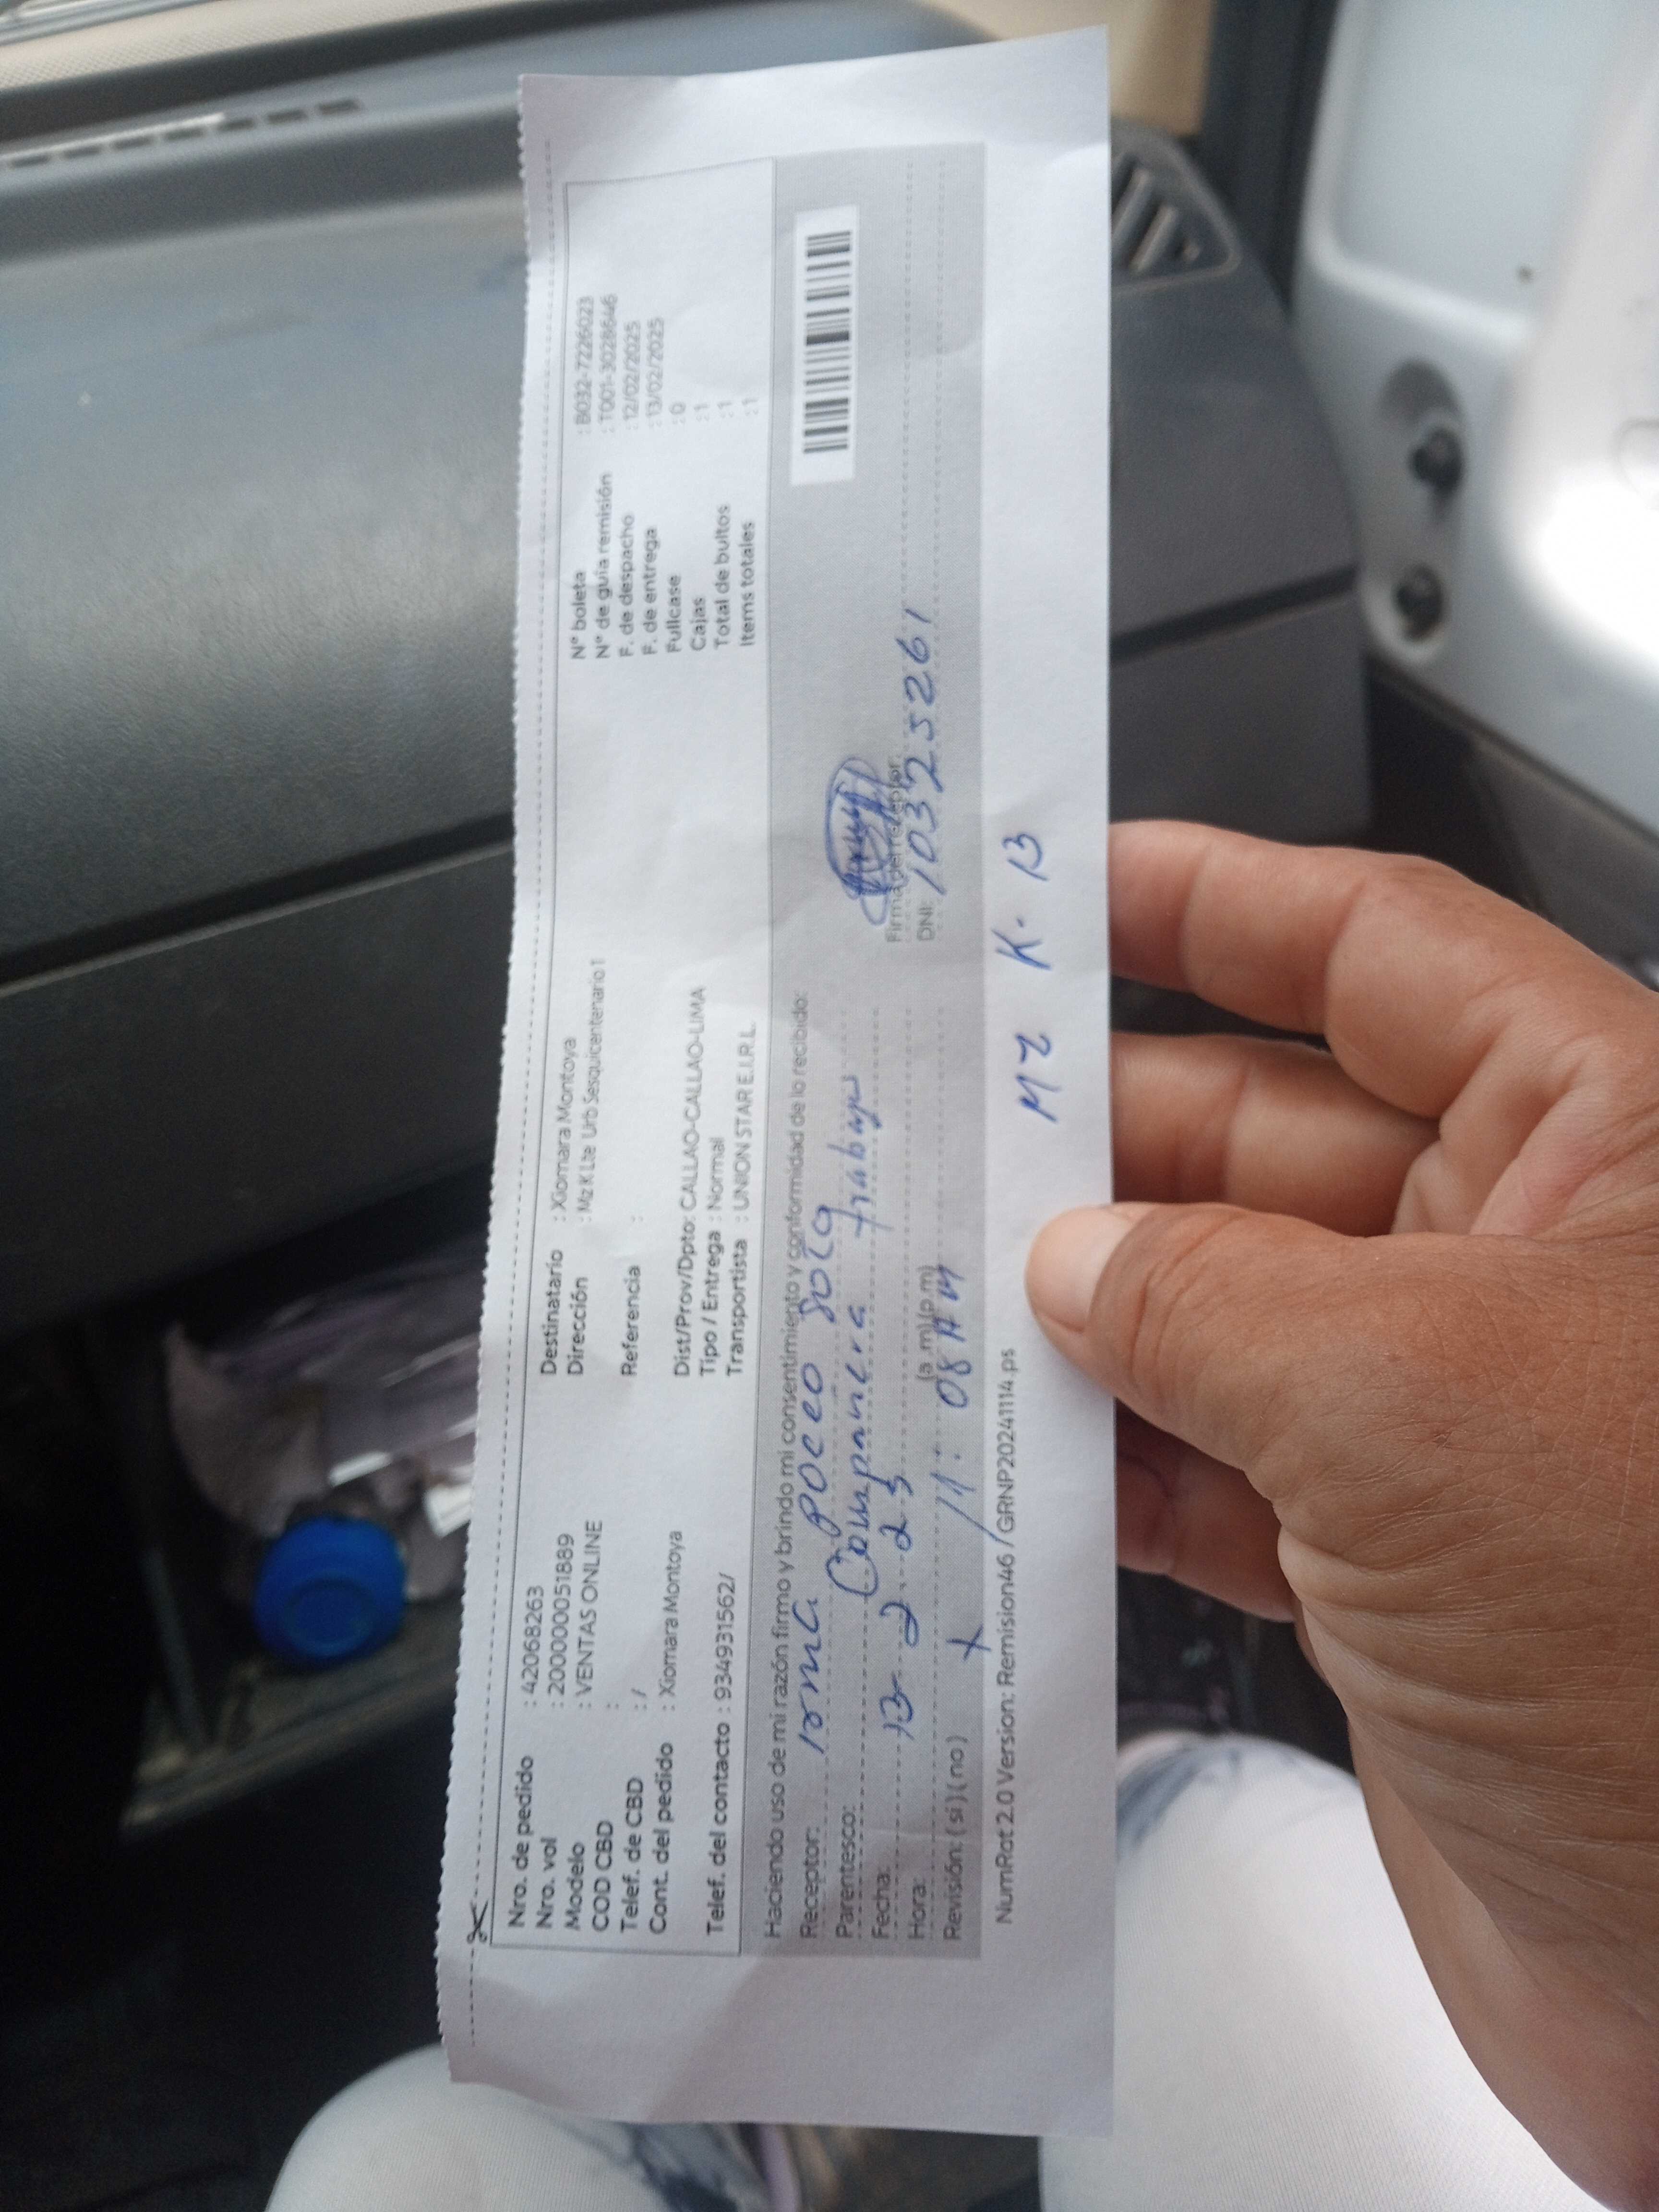 Nro. de pedido : 42068263
Nro. vol : 2000000051889
Modelo : VENTAS ONLINE
COD CBD :
Telef. de CBD : /
Cont. del pedido : Xiomara Montoya
Telef. del contacto : 934931562/
Destinatario : Xiomara Montoya
Dirección : Mz K Lte Urb Sesquicentenario 1
Referencia :
Dist/Prov/Dpto: CALLAO-CALLAO-LIMA
Tipo / Entrega : Normal
Transportista : UNION STAR E.I.R.L.
Nº boleta : B032-7226023
Nº de guía remisión : T001-3028646
F. de despacho : 12/02/2025
F. de entrega : 13/02/2025
Fullcase : 0
Cajas : 1
Total de bultos : 1
Items totales : 1
Haciendo uso de mi razón firmo y brindo mi consentimiento y conformidad de lo recibido:
Receptor:
Parentesco: Compañera trabajo
Fecha: 13 - 2 - 25
Hora: 11:08 AM (a.m)(p.m)
Revisión: (si) (no) X
Firma del receptor:
DNI: 10325261
NumRot 2.0 Version: Remision46 / GRNP20241114.ps
MZ K. 13